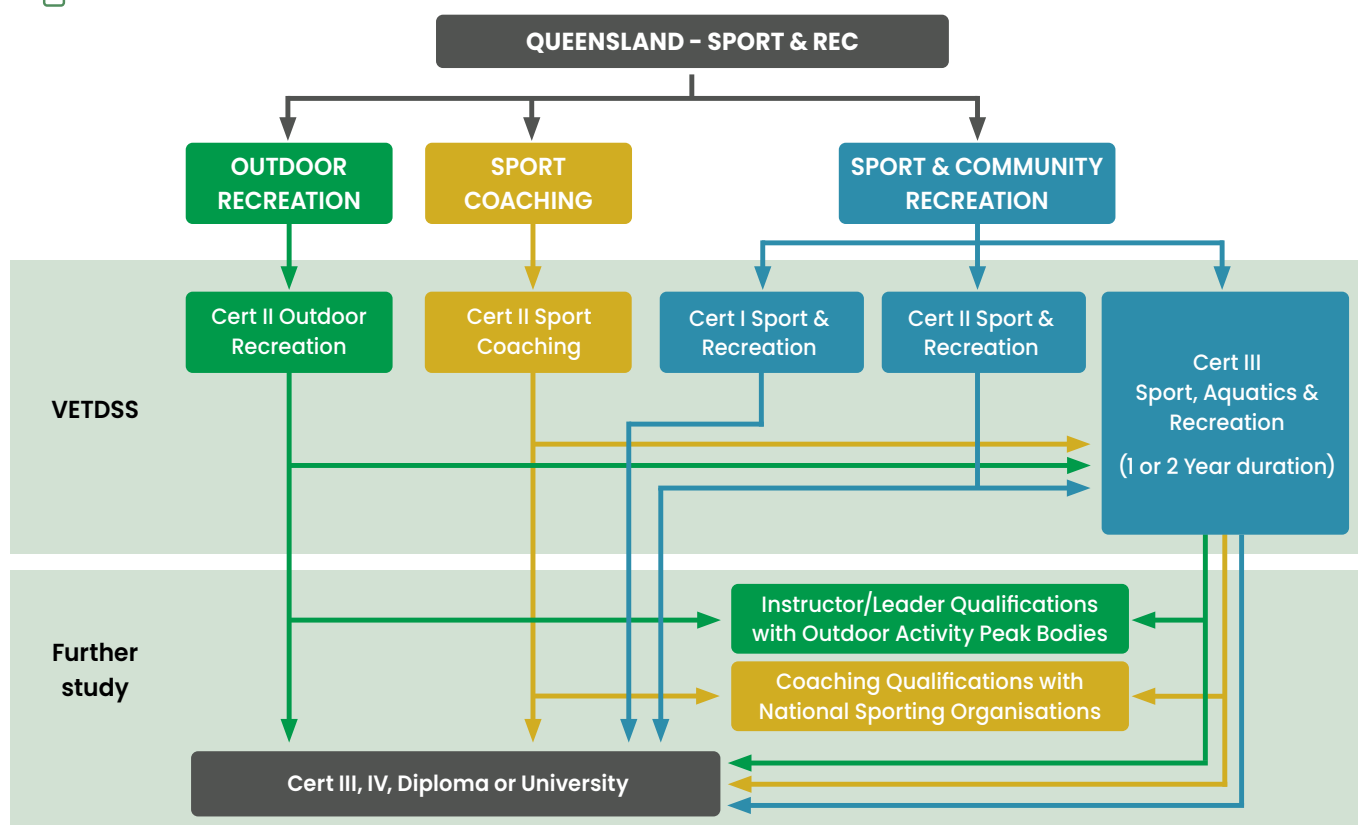 QUEENSLAND - SPORT & REC
OUTDOOR
RECREATION
SPORT
COACHING
SPORT & COMMUNITY
RECREATION
VETDSS
Cert II Outdoor
Recreation
Cert II Sport
Coaching
Cert I Sport &
Recreation
Cert II Sport &
Recreation
Cert III
Sport, Aquatics &
Recreation
(1 or 2 Year duration)
Further
study
Instructor/Leader Qualifications
with Outdoor Activity Peak Bodies
Coaching Qualifications with
National Sporting Organisations
Cert III, IV, Diploma or University